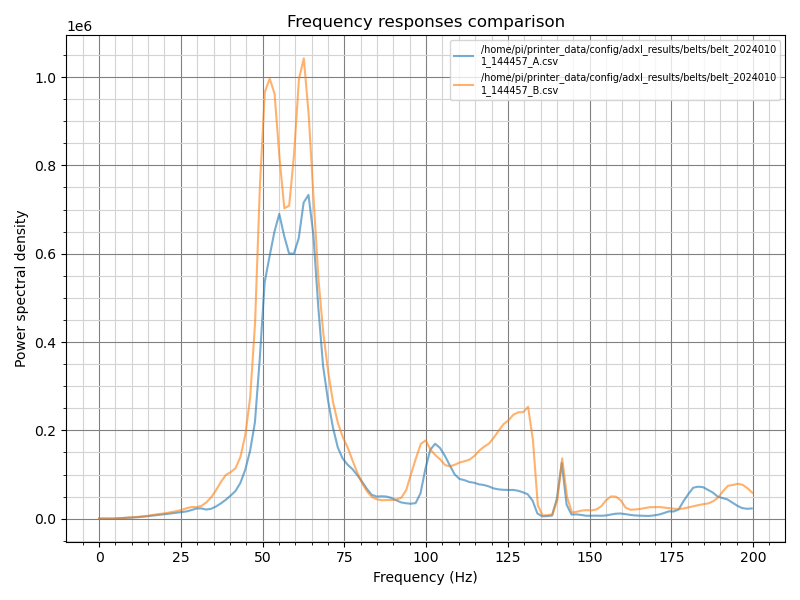 Frequency responses comparison
1e6
/home/pi/printer_data/config/adxl_results/belts/belt_2024010
1_144457_A.csv
/home/pi/printer_data/config/adxl_results/belts/belt_2024010
1_144457_B.csv
1.0
0.8
0.6
0.4
0.2
0.0
Power spectral density
0 25 50 75 100 125 150 175 200
Frequency (Hz)